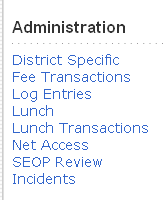 Administration
District Specific
Fee Transactions
Log Entries
Lunch
Lunch Transactions
Net Access
SEOP Review
Incidents